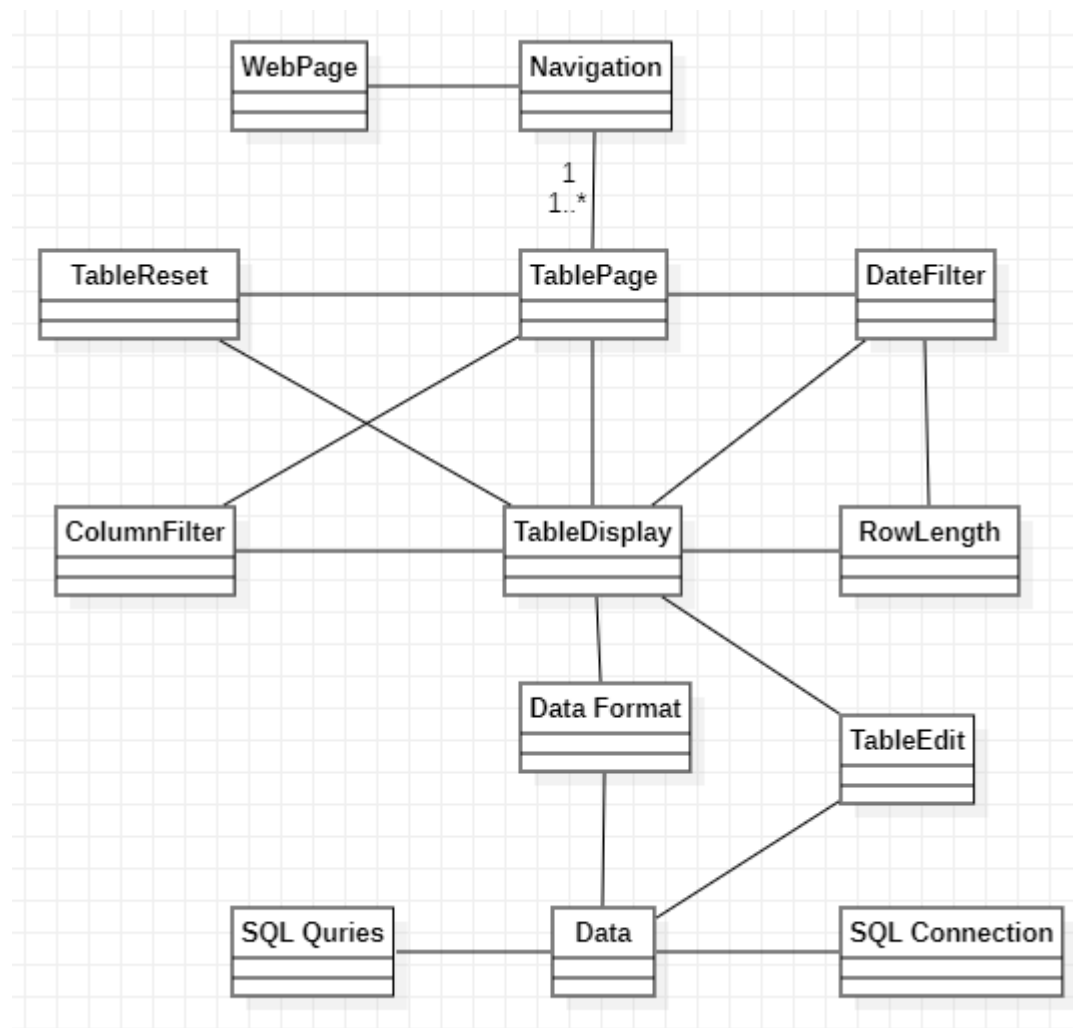 WebPage
Navigation
1
1..*
TableReset
TablePage
DateFilter
ColumnFilter
TableDisplay
RowLength
Data Format
TableEdit
SQL Quries
Data
SQL Connection